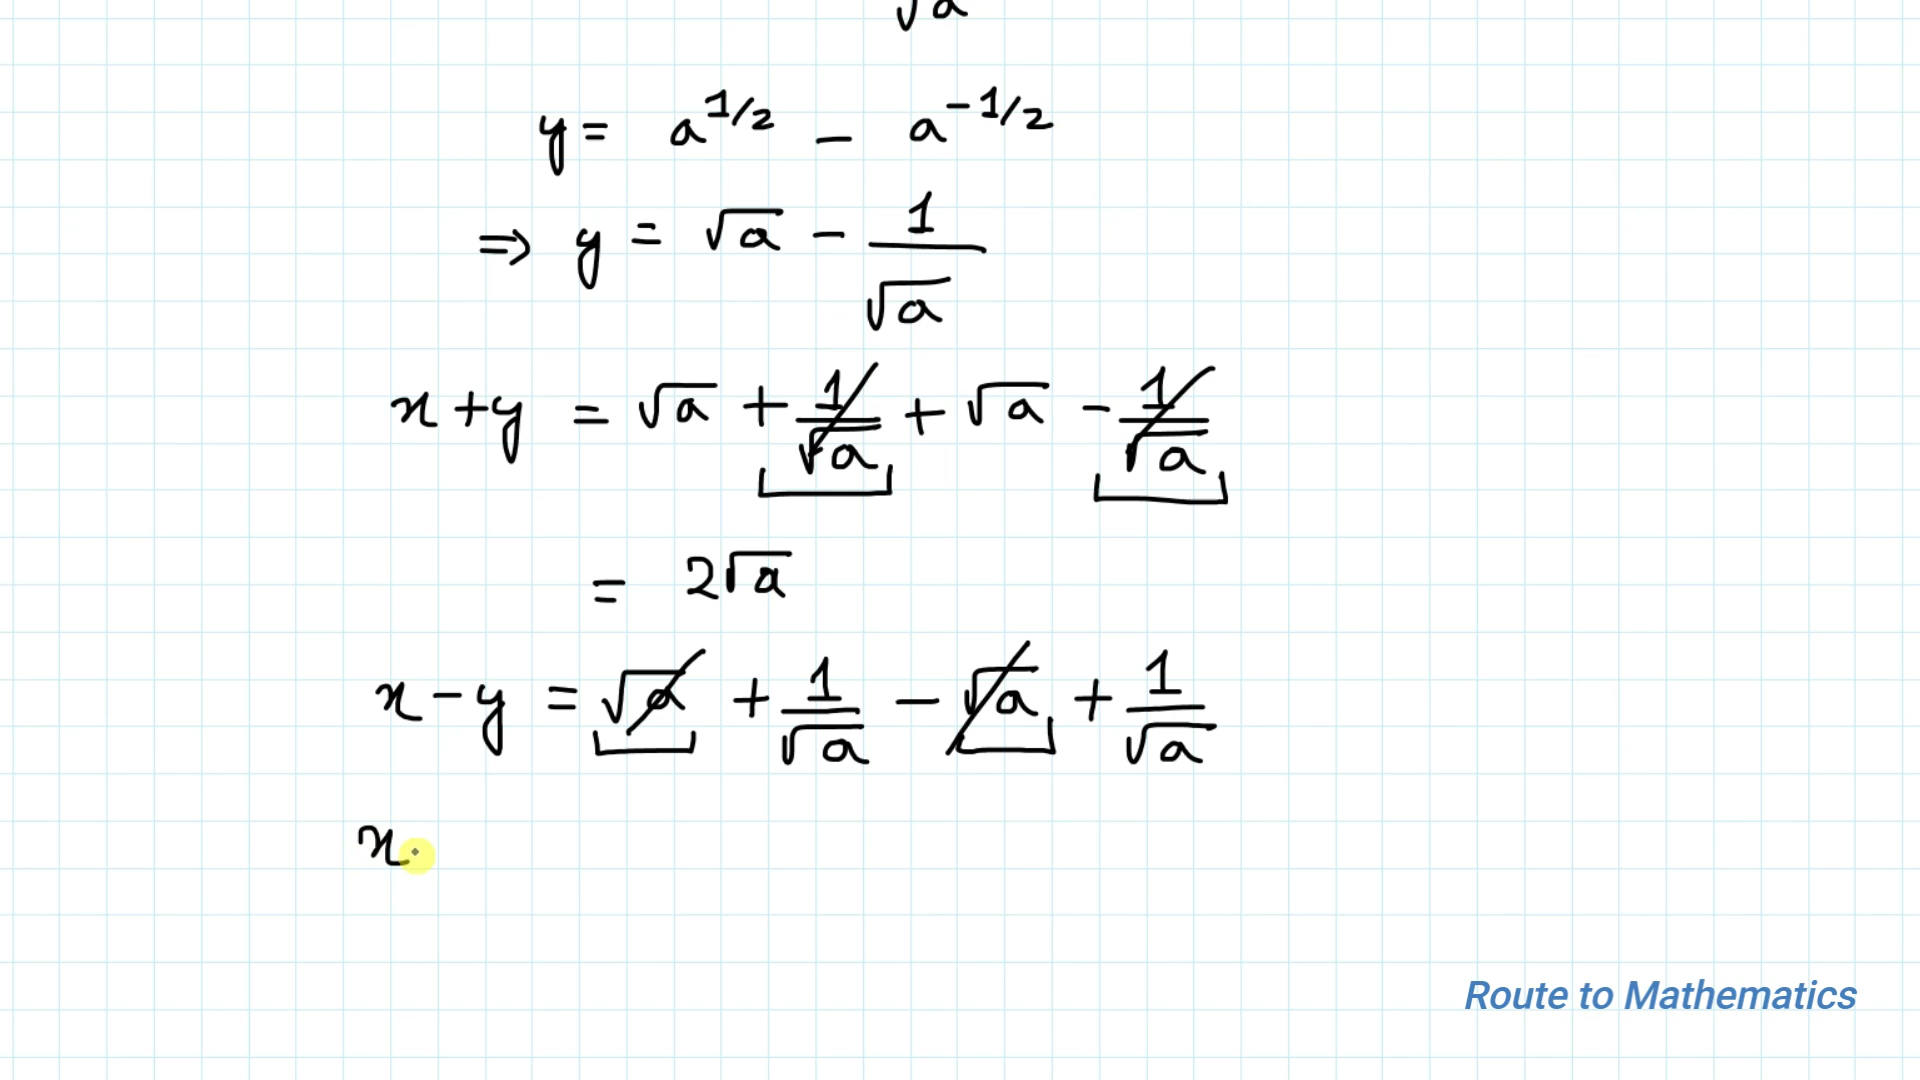 √a
y = a^1/2 - a^-1/2
⇒ y = √a - 1/√a
x + y = √a + 1/√a + √a - 1/√a
= 2√a
x - y = √a + 1/√a - √a + 1/√a
x
Route to Mathematics